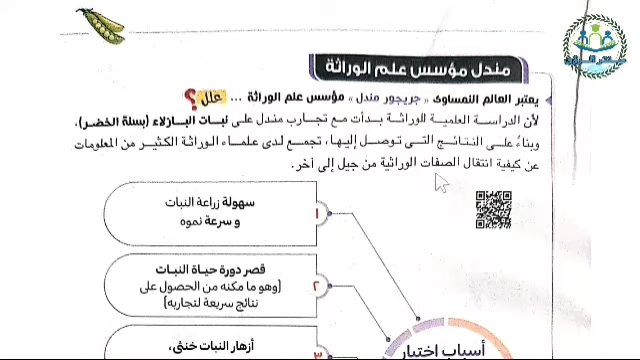 مندل مؤسس علم الوراثة
يعتبر العالم النمساوى « جريجور مندل » مؤسس علم الوراثة ... علل ؟
لأن الدراسة العلمية للوراثة بدأت مع تجارب مندل على نبات البازلاء (بسلة الخضر)،
وبناءً على النتائج التى توصل إليها، تجمع لدى علماء الوراثة الكثير من المعلومات
عن كيفية انتقال الصفات الوراثية من جيل إلى آخر.
١ سهولة زراعة النبات
و سرعة نموه
٢ قصر دورة حياة النبات
(وهو ما مكنه من الحصول على
نتائج سريعة لتجاربه)
٣ أزهار النبات خنثى،
أسباب اختيار